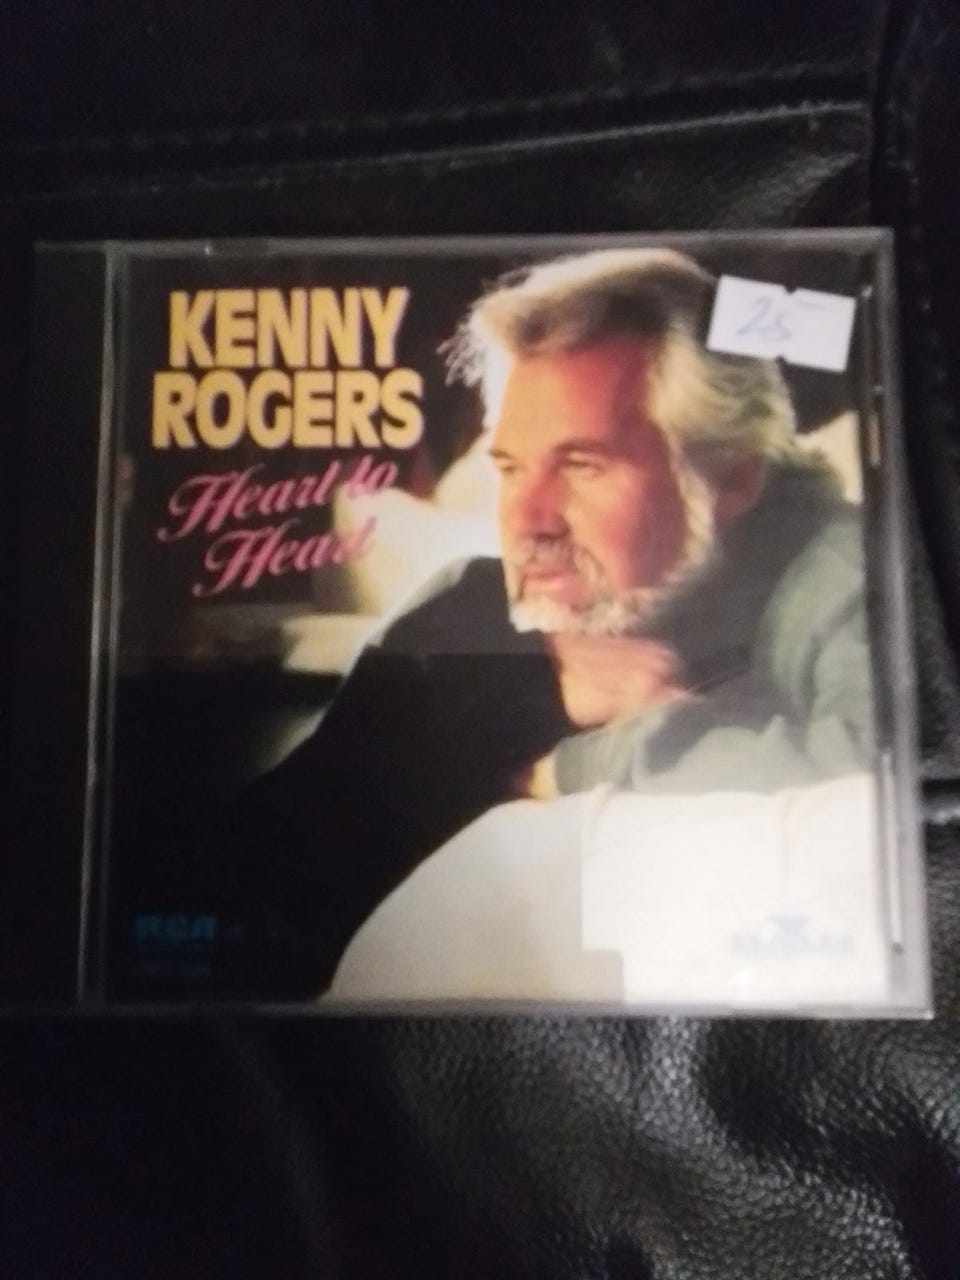 KENNY
ROGERS
Heart to
Heart
25-
RCA